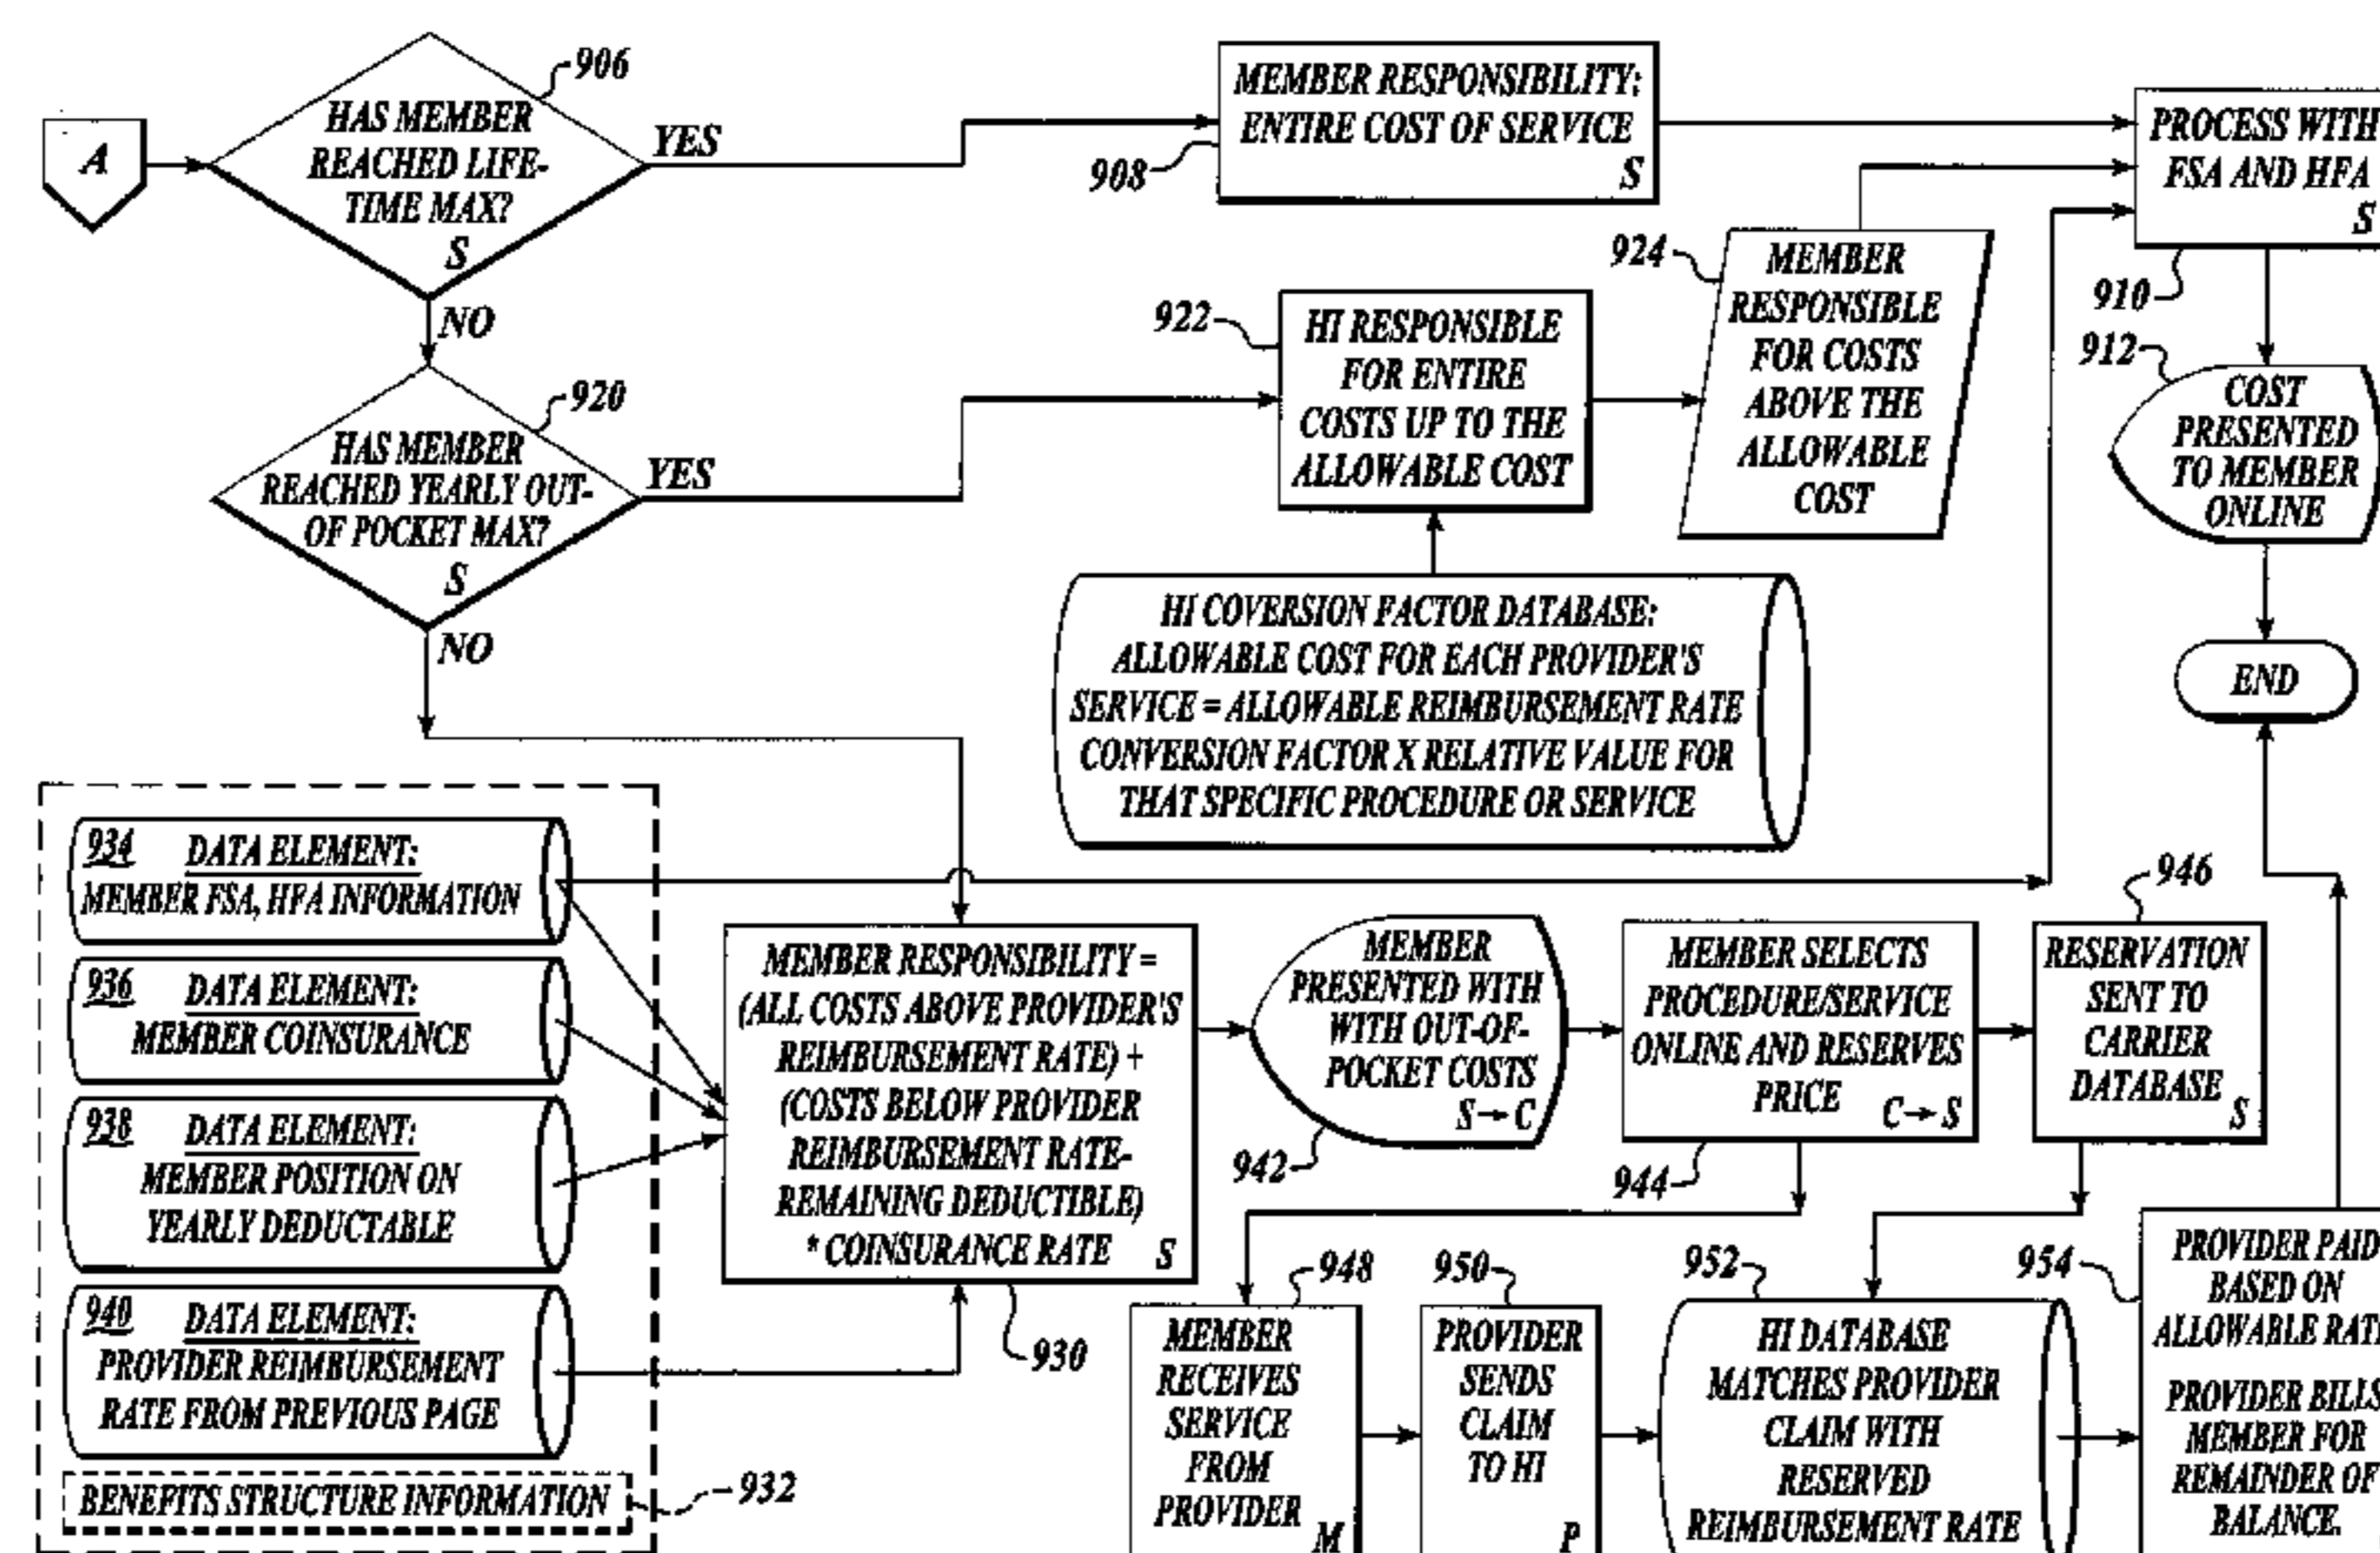 A
906
HAS MEMBER
REACHED LIFE-
TIME MAX?
S
YES
NO
MEMBER RESPONSIBILITY:
ENTIRE COST OF SERVICE
S
908
PROCESS WITH
FSA AND HFA
S
910
920
HAS MEMBER
REACHED YEARLY OUT-
OF POCKET MAX?
S
YES
NO
922
HI RESPONSIBLE
FOR ENTIRE
COSTS UP TO THE
ALLOWABLE COST
924
MEMBER
RESPONSIBLE
FOR COSTS
ABOVE THE
ALLOWABLE
COST
912
COST
PRESENTED
TO MEMBER
ONLINE
END
HI COVERSION FACTOR DATABASE:
ALLOWABLE COST FOR EACH PROVIDER'S
SERVICE = ALLOWABLE REIMBURSEMENT RATE
CONVERSION FACTOR X RELATIVE VALUE FOR
THAT SPECIFIC PROCEDURE OR SERVICE
934 DATA ELEMENT:
MEMBER FSA, HFA INFORMATION
936 DATA ELEMENT:
MEMBER COINSURANCE
938 DATA ELEMENT:
MEMBER POSITION ON
YEARLY DEDUCTABLE
940 DATA ELEMENT:
PROVIDER REIMBURSEMENT
RATE FROM PREVIOUS PAGE
BENEFITS STRUCTURE INFORMATION
932
MEMBER RESPONSIBILITY =
(ALL COSTS ABOVE PROVIDER'S
REIMBURSEMENT RATE) +
(COSTS BELOW PROVIDER
REIMBURSEMENT RATE-
REMAINING DEDUCTIBLE)
* COINSURANCE RATE S
930
MEMBER
PRESENTED WITH
WITH OUT-OF-
POCKET COSTS
S→C
942
MEMBER SELECTS
PROCEDURE/SERVICE
ONLINE AND RESERVES
PRICE C→S
944
946
RESERVATION
SENT TO
CARRIER
DATABASE
S
948
MEMBER
RECEIVES
SERVICE
FROM
PROVIDER
M
950
PROVIDER
SENDS
CLAIM
TO HI
P
952
HI DATABASE
MATCHES PROVIDER
CLAIM WITH
RESERVED
REIMBURSEMENT RATE
954
PROVIDER PAID
BASED ON
ALLOWABLE RATE
PROVIDER BILLS
MEMBER FOR
REMAINDER OF
BALANCE.